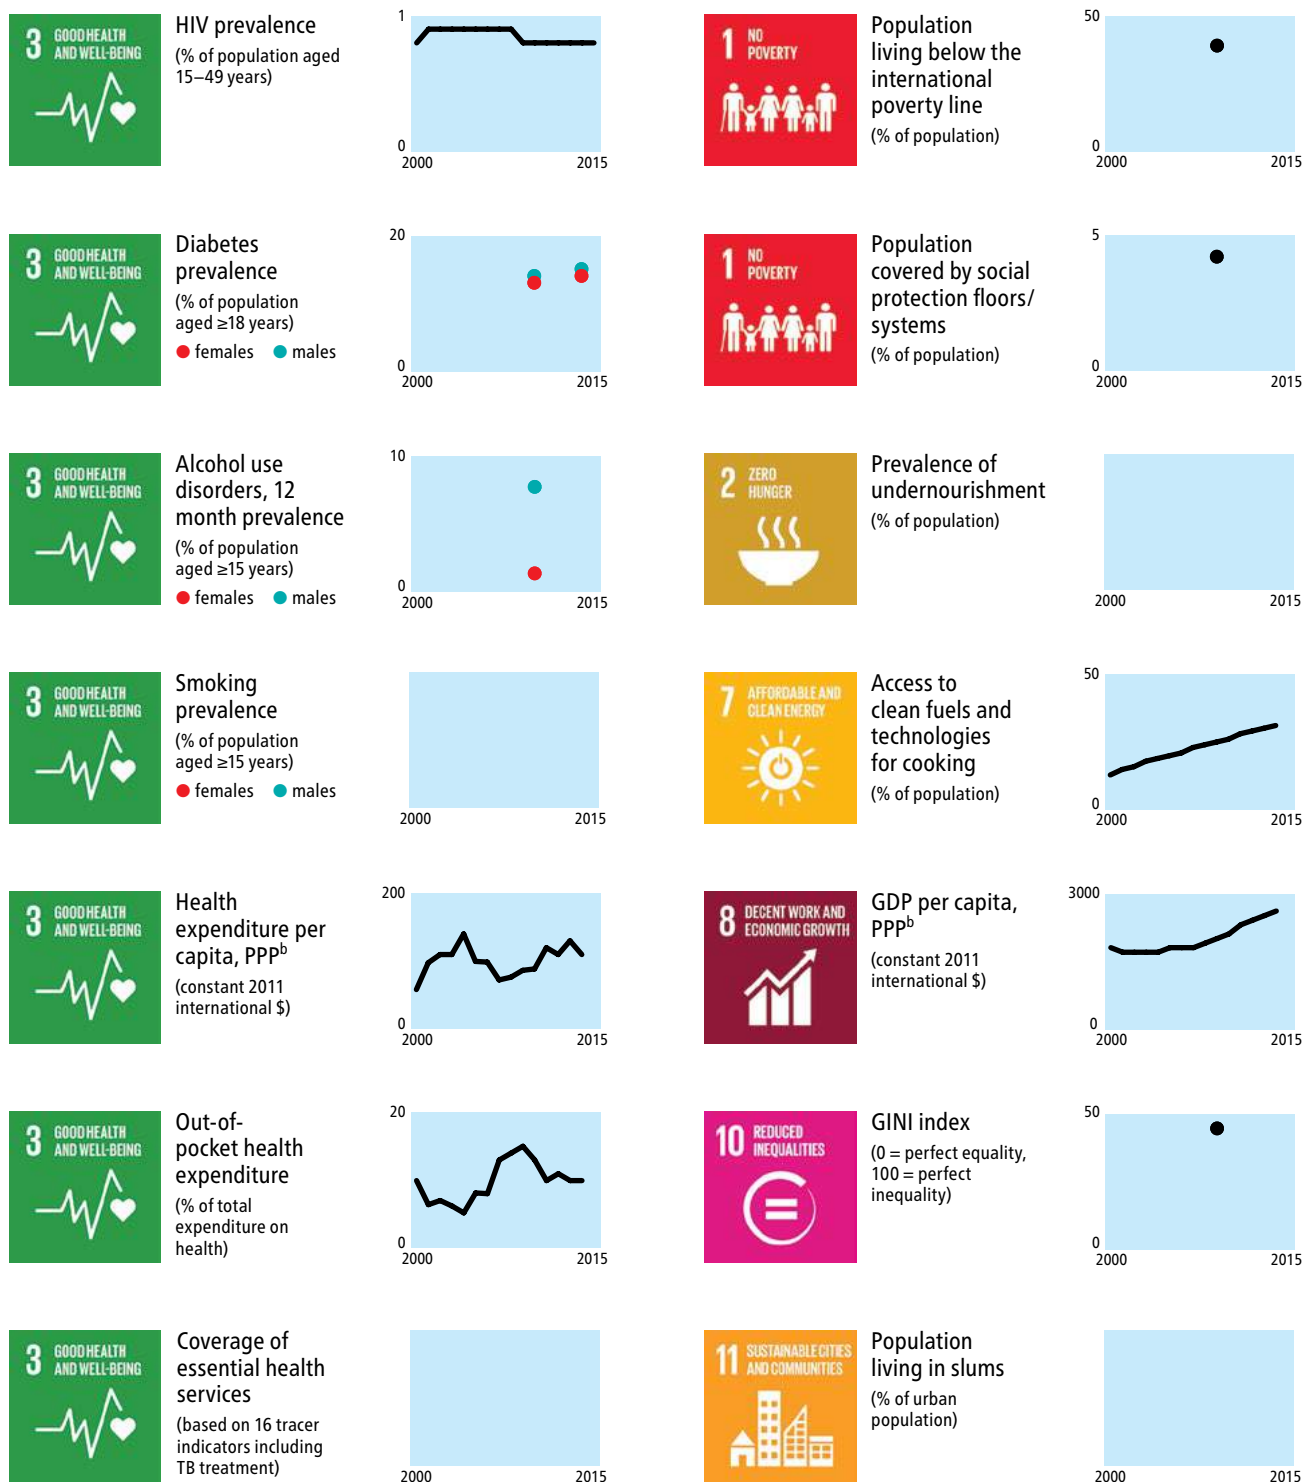 3 GOOD HEALTH
AND WELL-BEING
HIV prevalence
(% of population aged
15–49 years)
1
0
2000 2015
3 GOOD HEALTH
AND WELL-BEING
Diabetes
prevalence
(% of population
aged ≥18 years)
females males
20
0
2000 2015
3 GOOD HEALTH
AND WELL-BEING
Alcohol use
disorders, 12
month prevalence
(% of population
aged ≥15 years)
females males
10
0
2000 2015
3 GOOD HEALTH
AND WELL-BEING
Smoking
prevalence
(% of population
aged ≥15 years)
females males
2000 2015
3 GOOD HEALTH
AND WELL-BEING
Health
expenditure per
capita, PPPᵇ
(constant 2011
international $)
200
0
2000 2015
3 GOOD HEALTH
AND WELL-BEING
Out-of-
pocket health
expenditure
(% of total
expenditure on
health)
20
0
2000 2015
3 GOOD HEALTH
AND WELL-BEING
Coverage of
essential health
services
(based on 16 tracer
indicators including
TB treatment)
2000 2015
1 NO
POVERTY
Population
living below the
international
poverty line
(% of population)
50
0
2000 2015
1 NO
POVERTY
Population
covered by social
protection floors/
systems
(% of population)
5
0
2000 2015
2 ZERO
HUNGER
Prevalence of
undernourishment
(% of population)
2000 2015
7 AFFORDABLE AND
CLEAN ENERGY
Access to
clean fuels and
technologies
for cooking
(% of population)
50
0
2000 2015
8 DECENT WORK AND
ECONOMIC GROWTH
GDP per capita,
PPPᵇ
(constant 2011
international $)
3000
0
2000 2015
10 REDUCED
INEQUALITIES
GINI index
(0 = perfect equality,
100 = perfect
inequality)
50
0
2000 2015
11 SUSTAINABLE CITIES
AND COMMUNITIES
Population
living in slums
(% of urban
population)
2000 2015